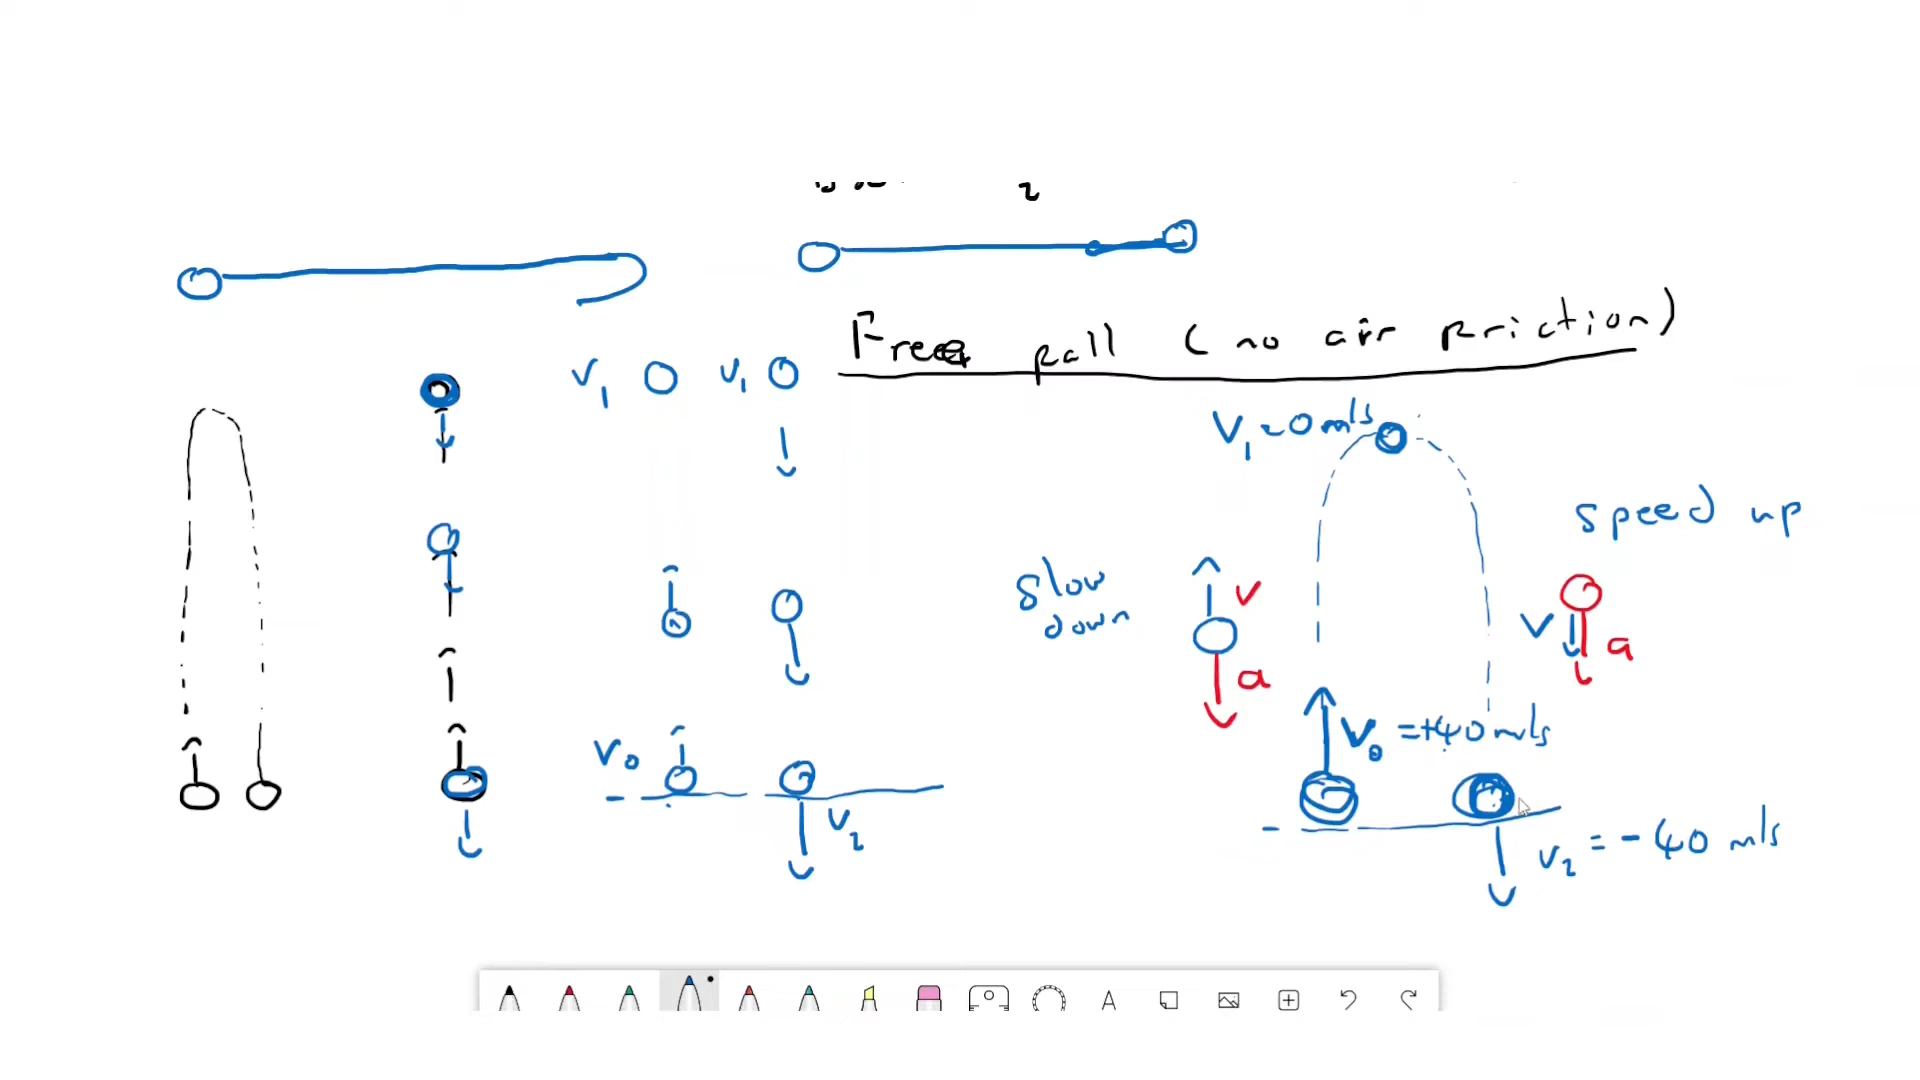 2
Free fall (no air friction)
V1 V1
V1 = 0 m/s
speed up
slow
down
v
a
V
a
V0
V2
V0 = +40 m/s
V2 = - 40 m/s
A